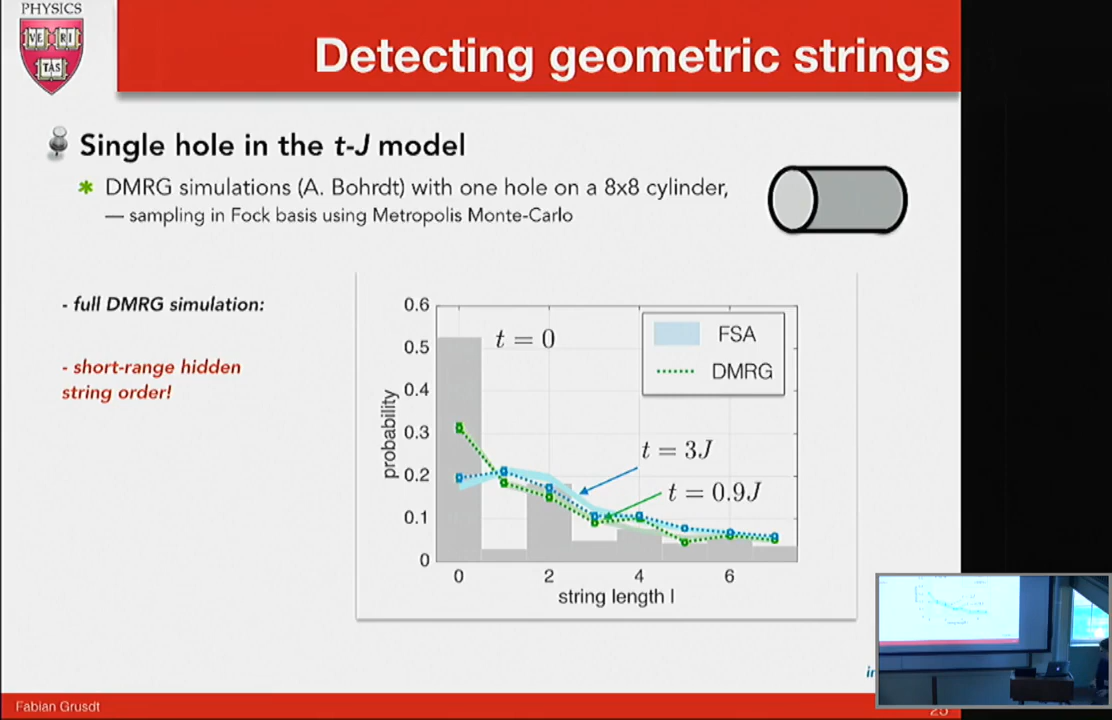 PHYSICS
VE RI
TAS
Detecting geometric strings
Single hole in the t-J model
DMRG simulations (A. Bohrdt) with one hole on a 8x8 cylinder,
— sampling in Fock basis using Metropolis Monte-Carlo
- full DMRG simulation:
- short-range hidden
string order!
0.6
0.5
0.4
0.3
0.2
0.1
0
probability
t = 0
FSA
DMRG
t = 3J
t = 0.9J
0 2 4 6
string length l
Fabian Grusdt